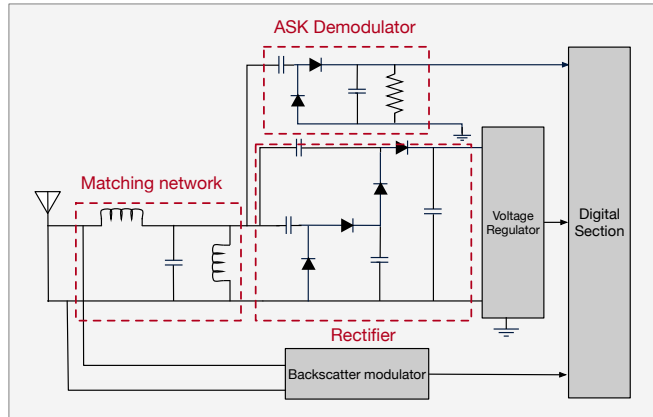 ASK Demodulator
Matching network
Voltage
Regulator
Digital
Section
Rectifier
Backscatter modulator